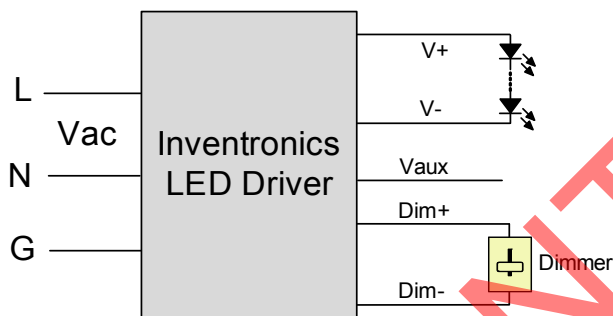 L
Vac
N
G
Inventronics
LED Driver
V+
V-
Vaux
Dim+
Dim-
Dimmer